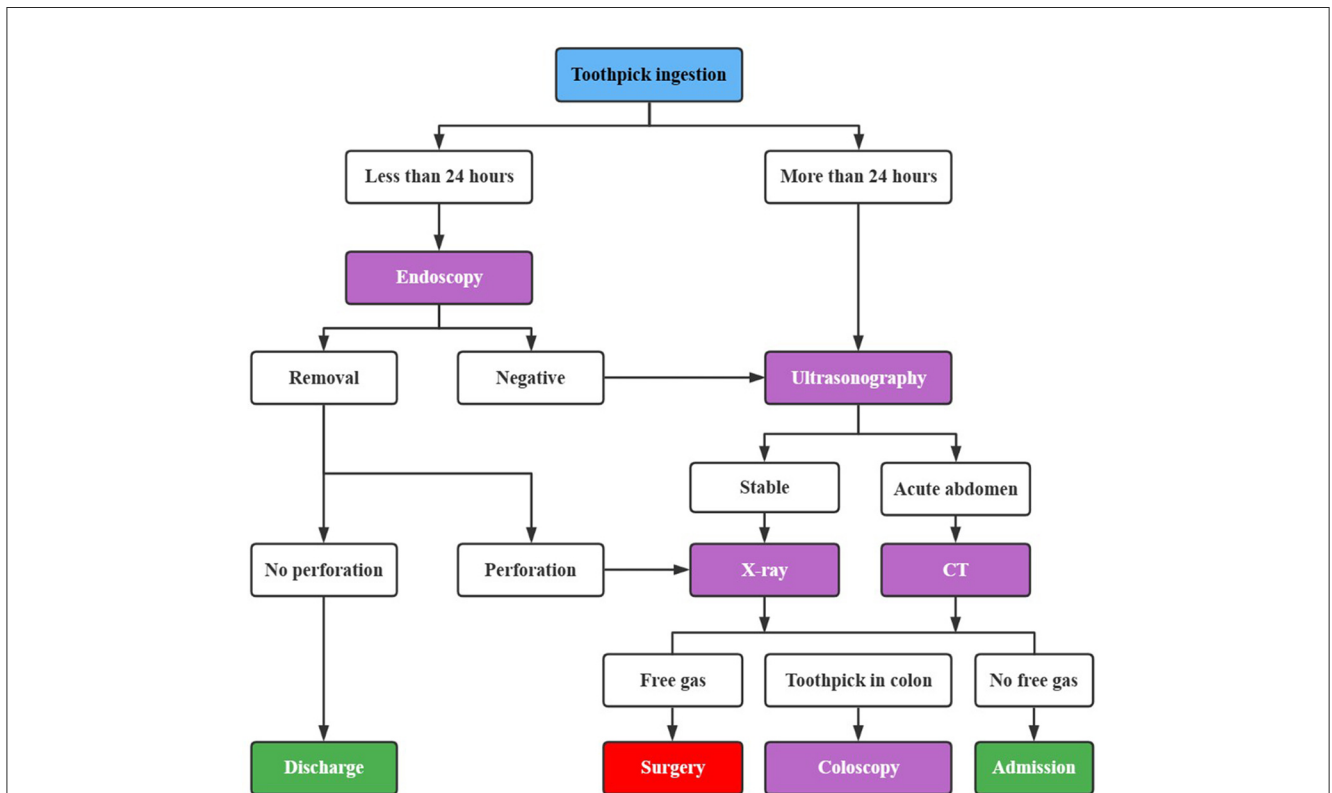 Toothpick ingestion
Less than 24 hours
More than 24 hours
Endoscopy
Removal
Negative
Ultrasonography
Stable
Acute abdomen
No perforation
Perforation
X-ray
CT
Free gas
Toothpick in colon
No free gas
Discharge
Surgery
Coloscopy
Admission